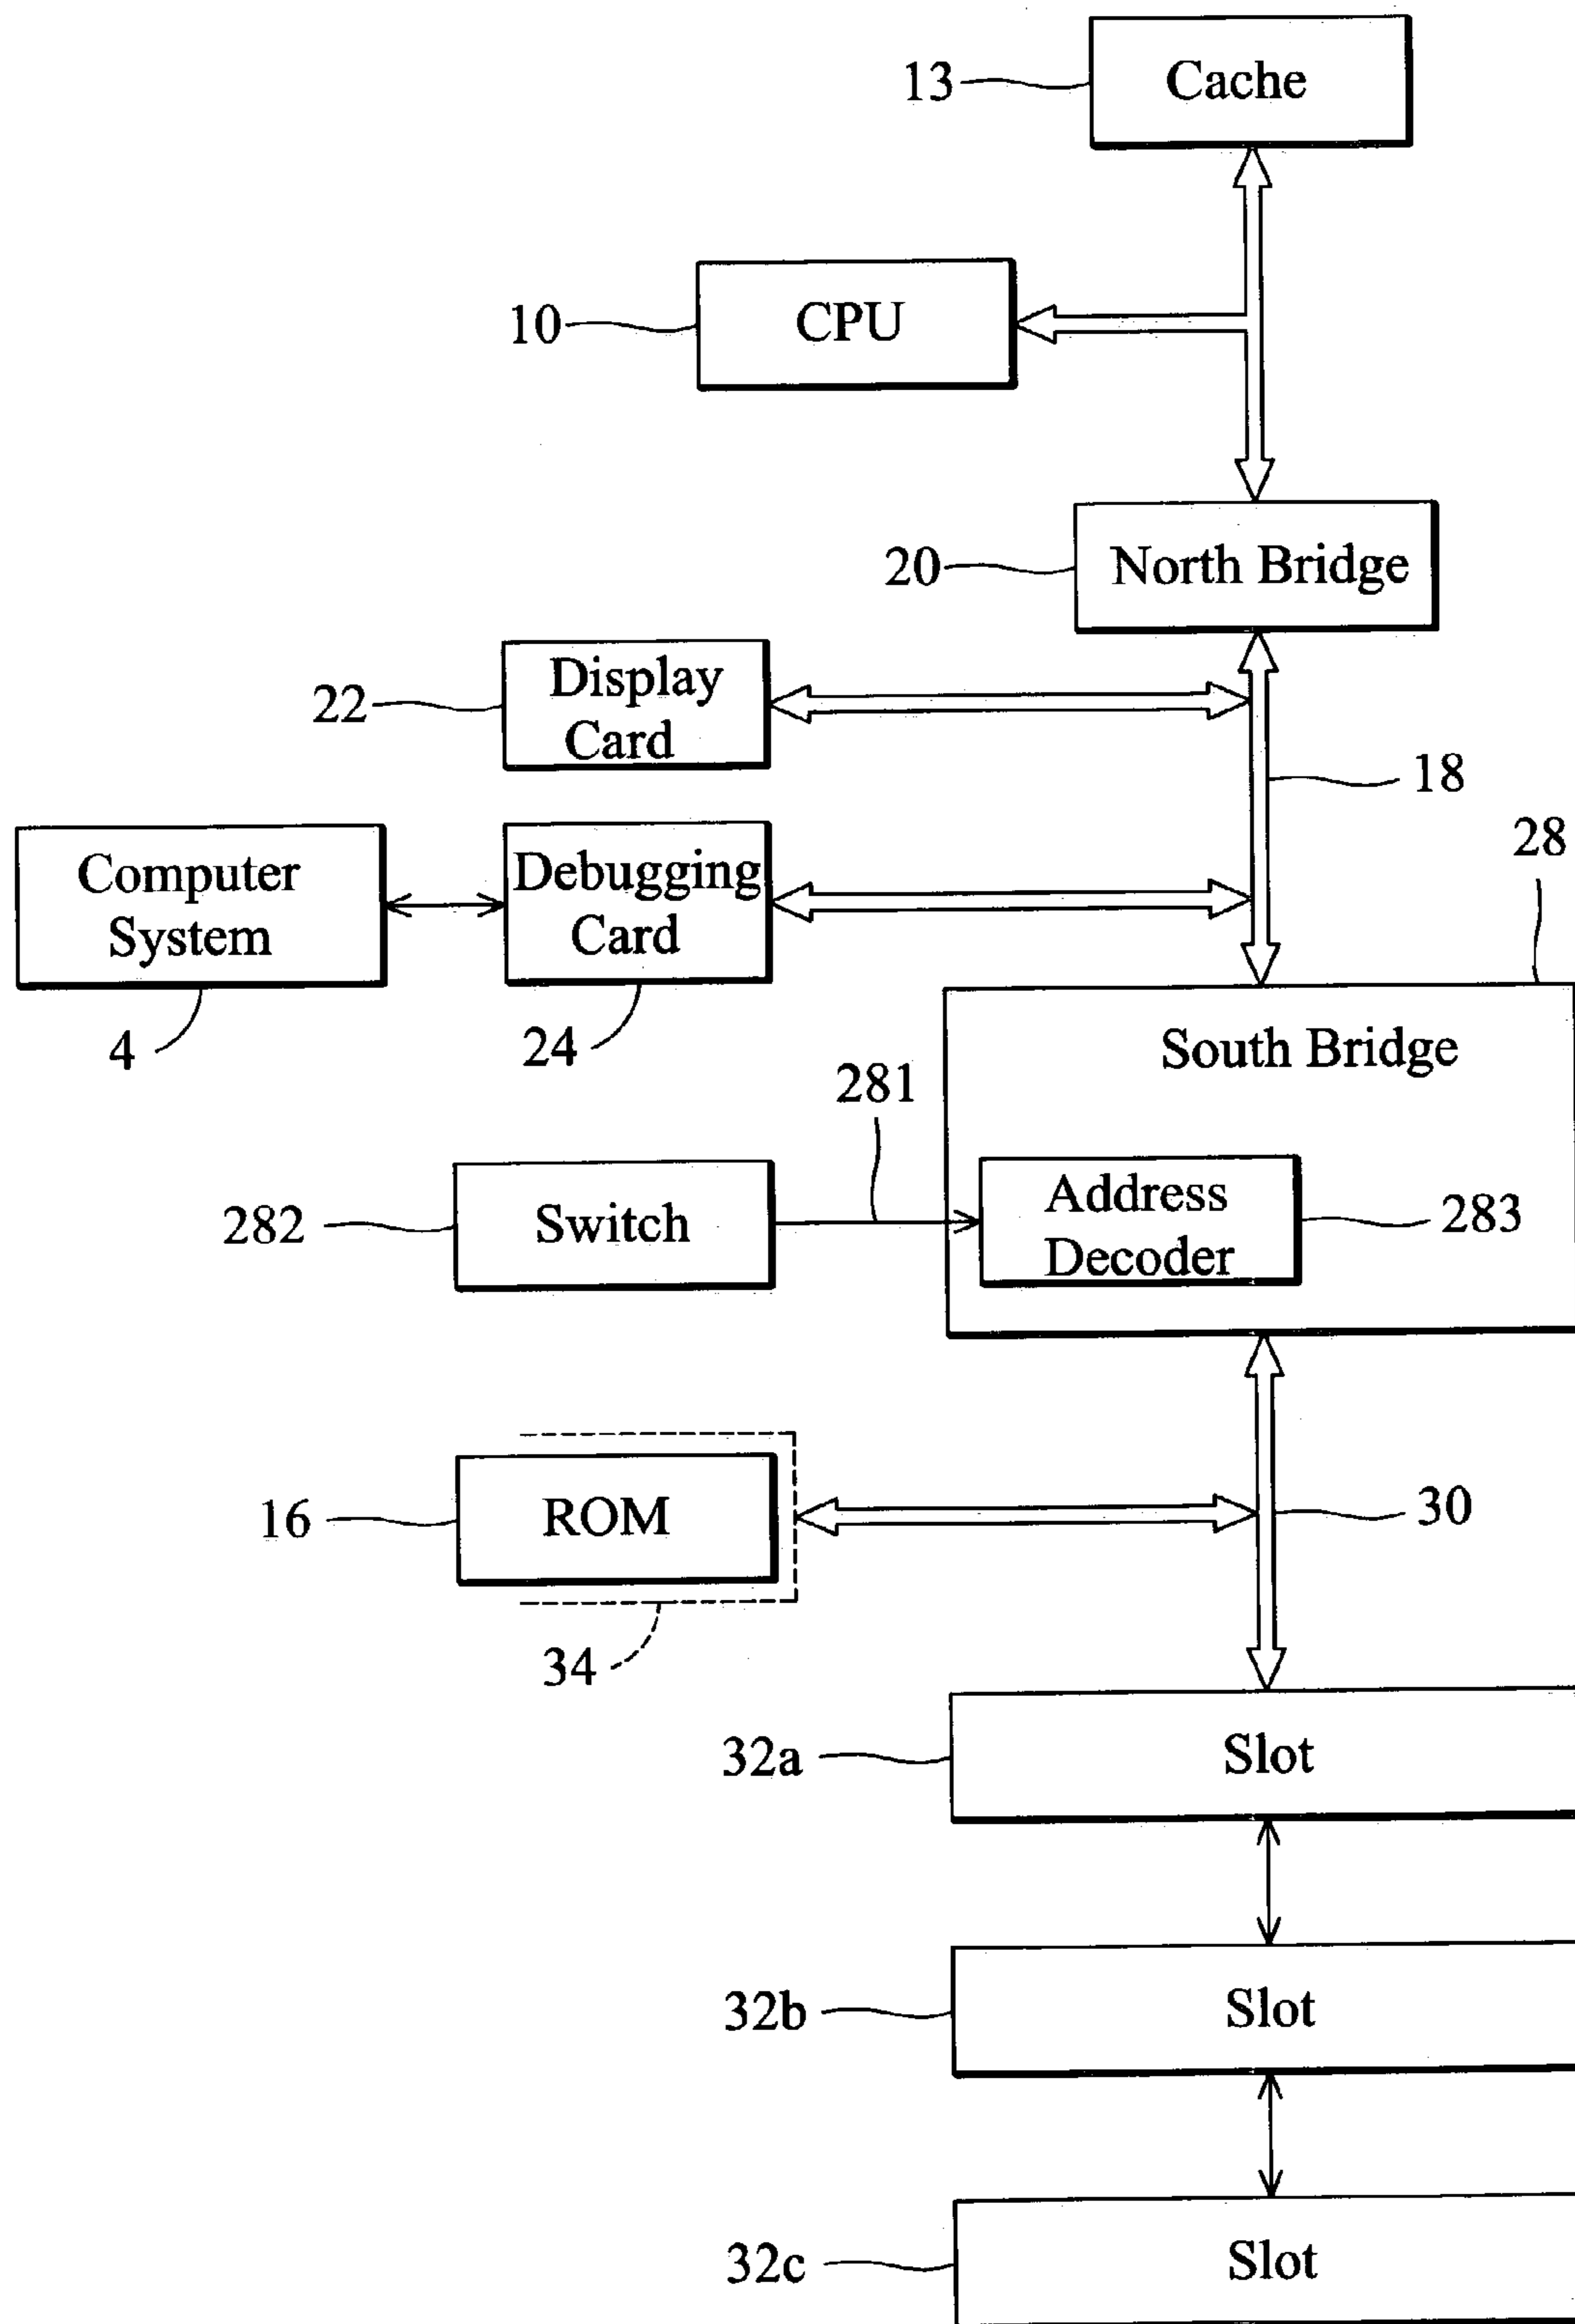 13
Cache
10
CPU
20
North Bridge
22
Display
Card
18
28
Computer
System
Debugging
Card
4
24
South Bridge
281
282
Switch
Address
Decoder
283
16
ROM
30
34
32a
Slot
32b
Slot
32c
Slot